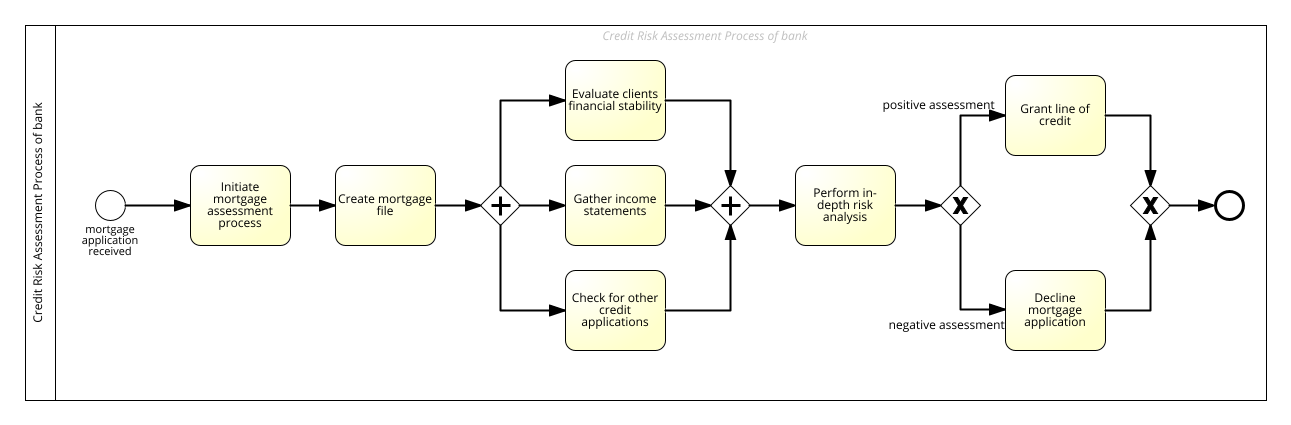 Credit Risk Assessment Process of bank
Credit Risk Assessment Process of bank
mortgage
application
received
Initiate
mortgage
assessment
process
Create mortgage
file
Evaluate clients
financial stability
Gather income
statements
Check for other
credit
applications
Perform in-
depth risk
analysis
positive assessment
negative assessment
Grant line of
credit
Decline
mortgage
application